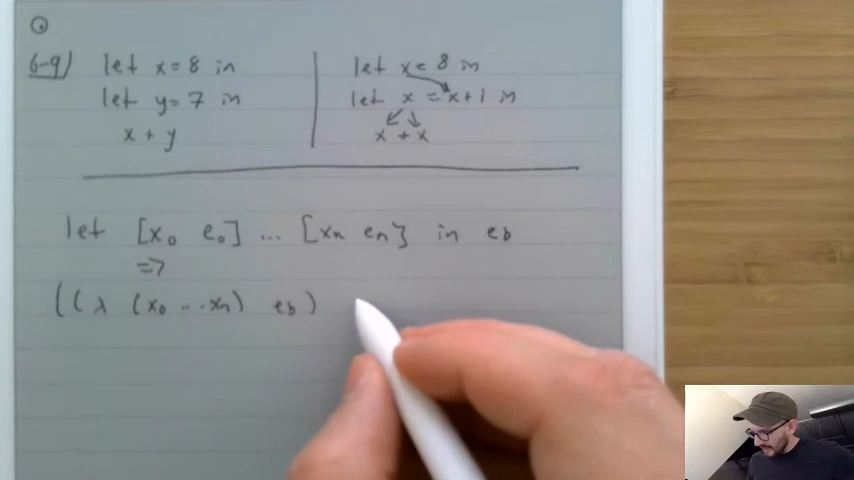 6-9) let x = 8 in
let y = 7 in
x + y
let x = 8 in
let x = x + 1 in
x + x
let [x0 e0] ... [xn en] in eb
=>
((λ (x0 ... xn) eb)